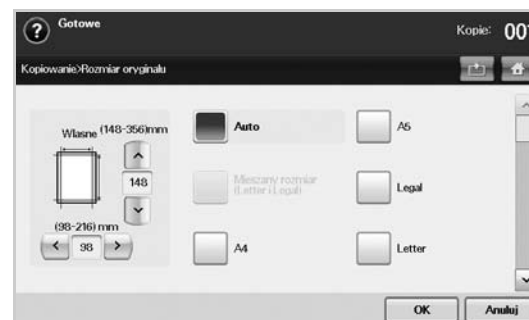 ? Gotowe
Kopie: 001
Kopiowanie>Rozmiar oryginału
Własne (148-356)mm
148
(98-216) mm
98
Auto
A5
Mieszany rozmiar
(Letter i Legal)
Legal
A4
Letter
OK
Anuluj